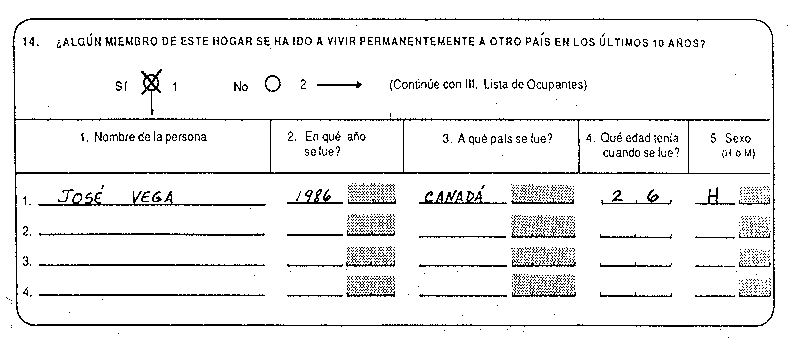 14. ¿ALGÚN MIEMBRO DE ESTE HOGAR SE HA IDO A VIVIR PERMANENTEMENTE A OTRO PAÍS EN LOS ÚLTIMOS 10 AÑOS?
SÍ 1 No 2 (Continúe con III. Lista de Ocupantes)
1. Nombre de la persona 2. En qué año se fue? 3. A qué país se fue? 4. Qué edad tenía cuando se fue? 5 Sexo (H o M)
1. JOSÉ VEGA 1986 CANADÁ 2 6 H
2.
3.
4.